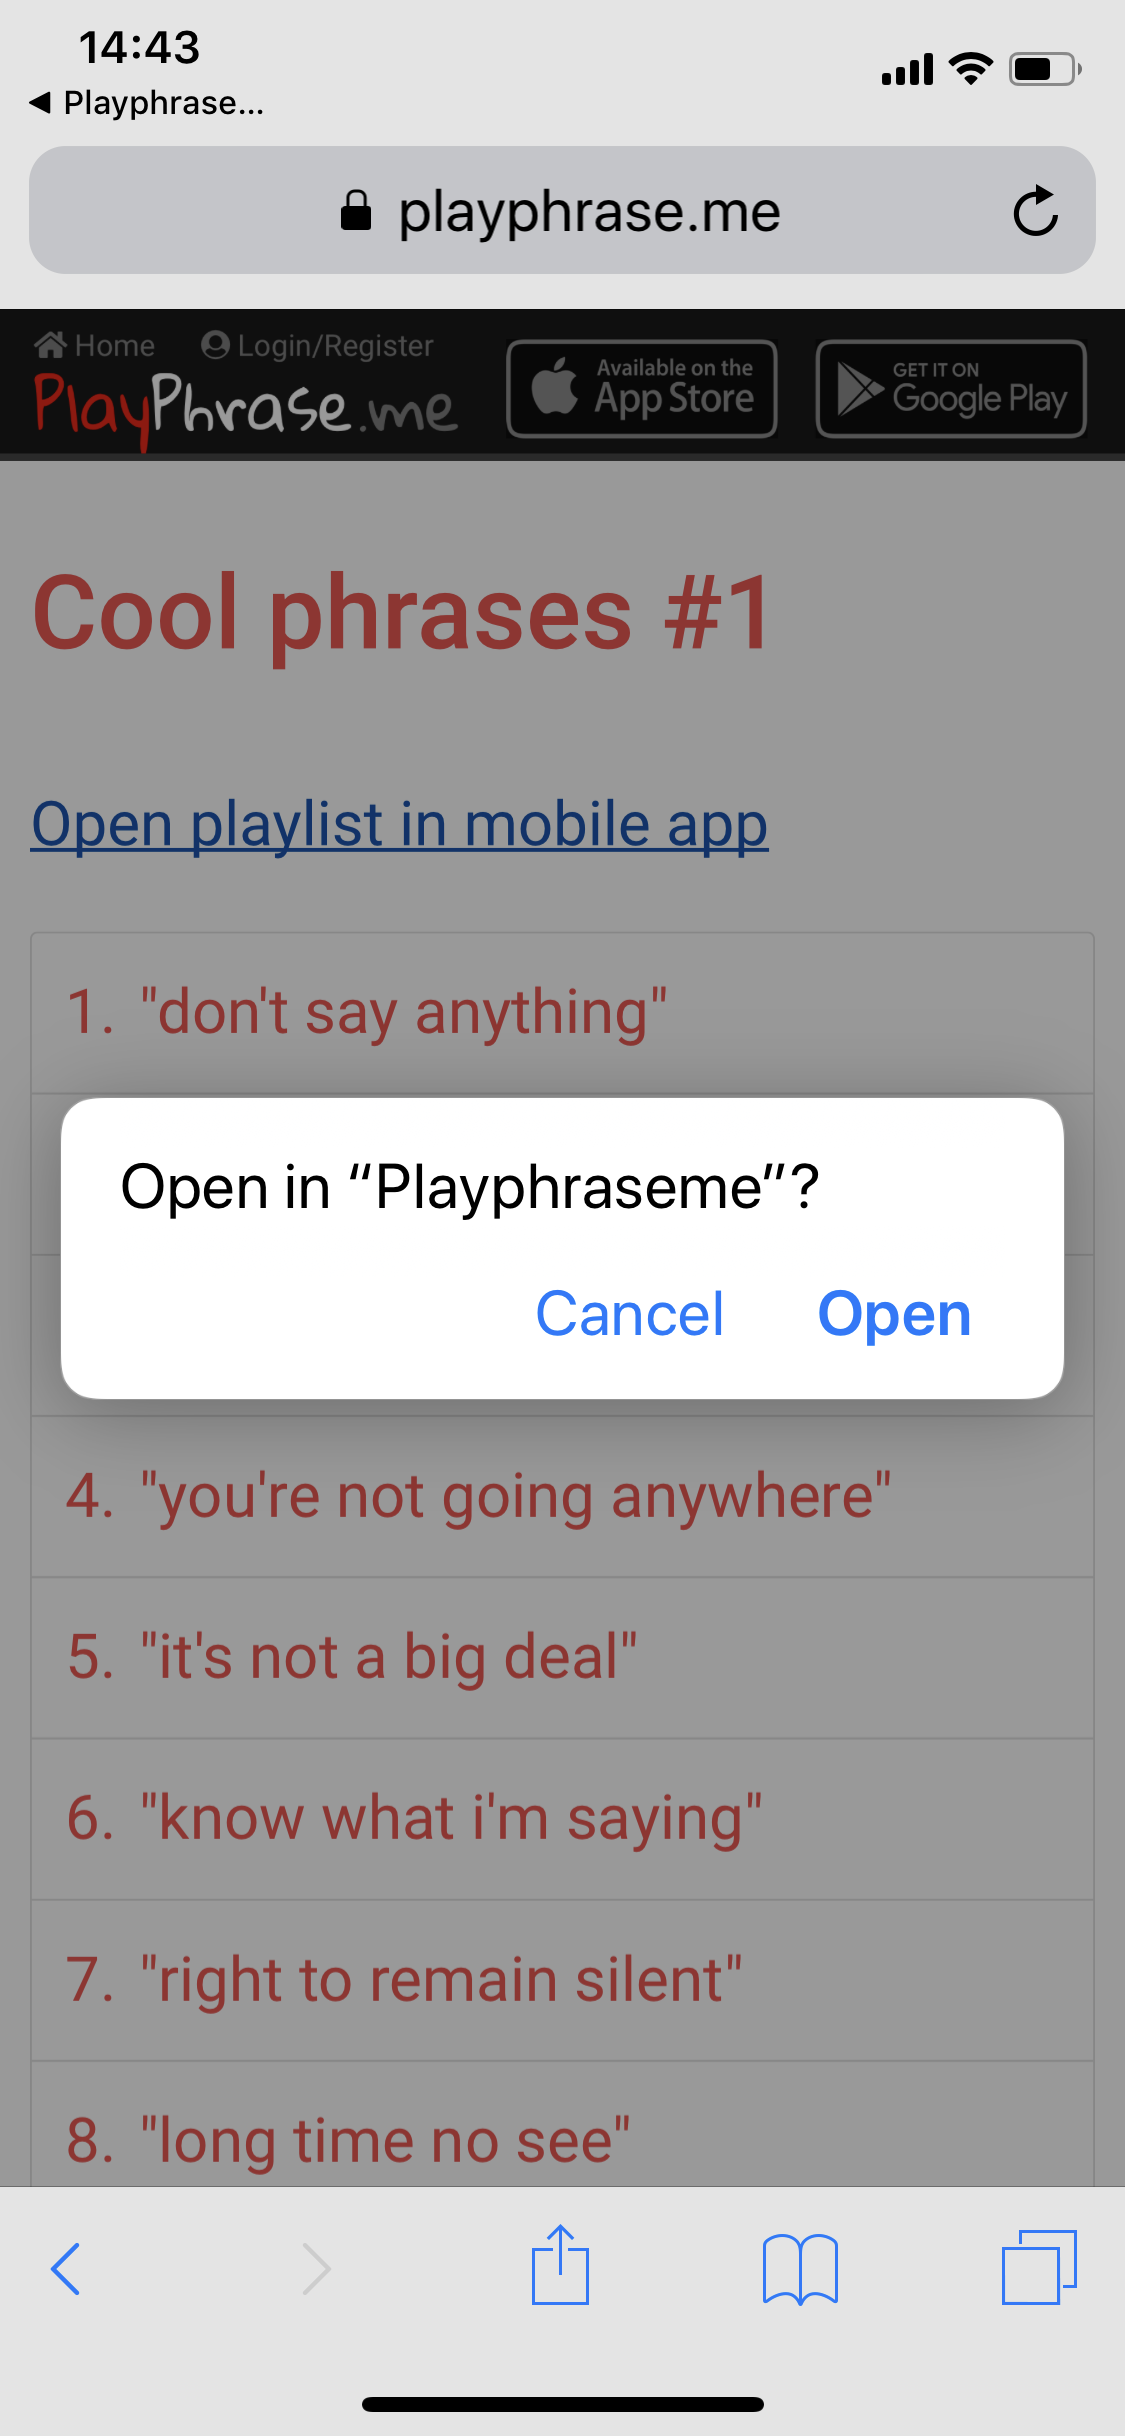 14:43
◀ Playphrase...
playphrase.me
Home Login/Register
PlayPhrase.me
Available on the
App Store
GET IT ON
Google Play
Cool phrases #1
Open playlist in mobile app
1. "don't say anything"
Open in “Playphraseme”?
Cancel Open
4. "you're not going anywhere"
5. "it's not a big deal"
6. "know what i'm saying"
7. "right to remain silent"
8. "long time no see"